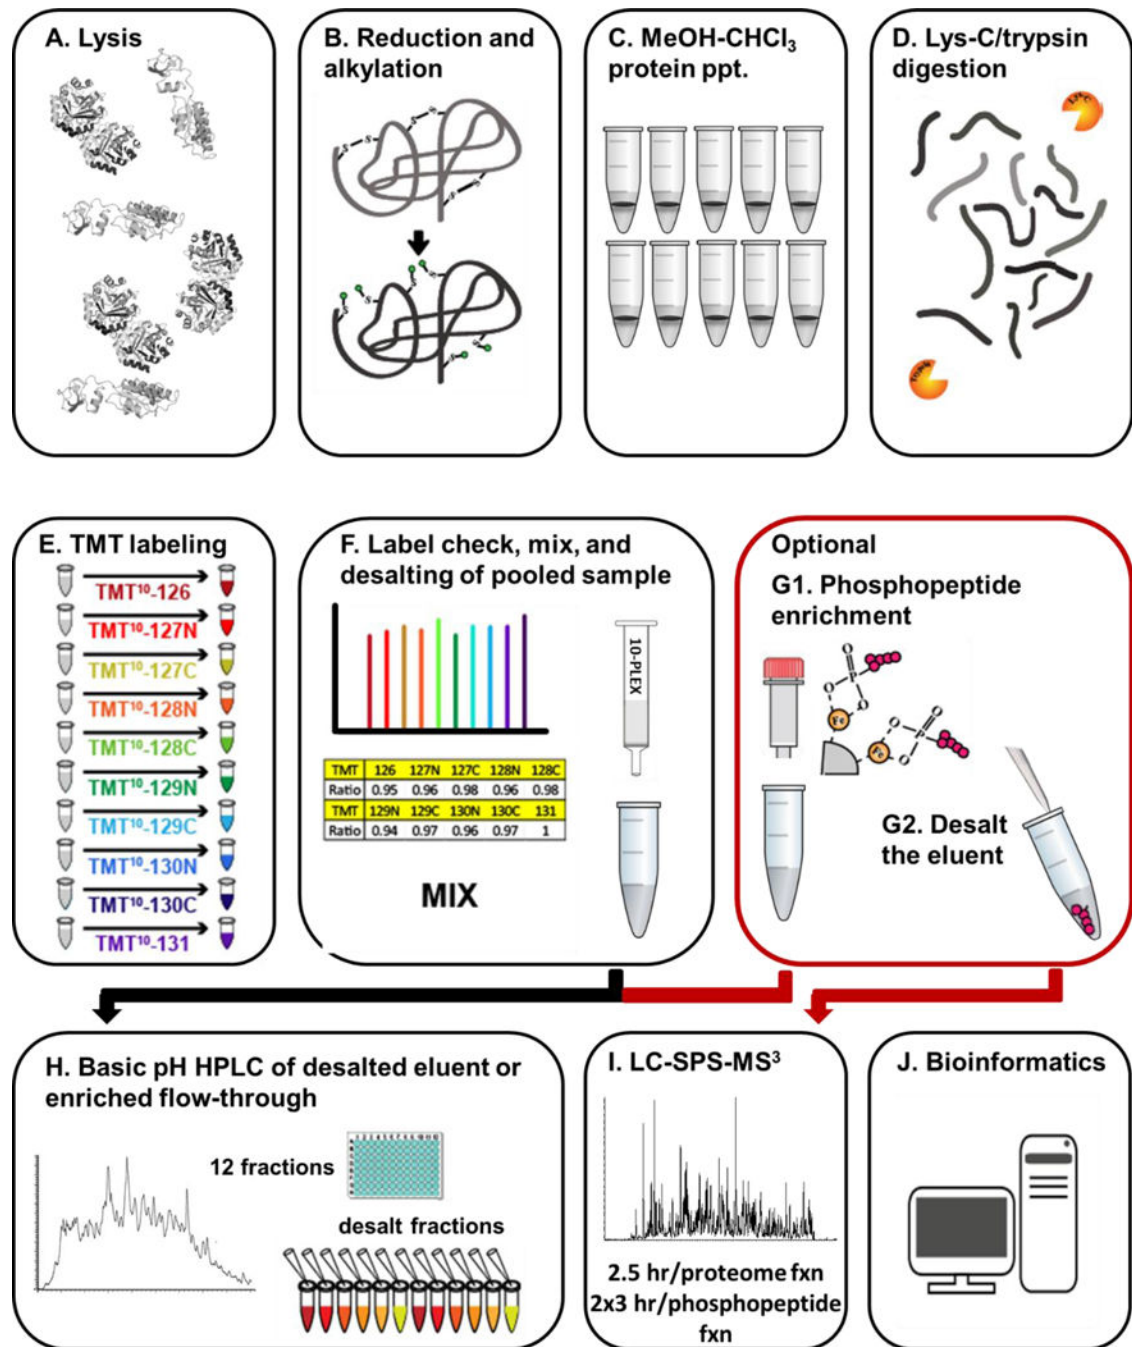 A. Lysis
B. Reduction and
alkylation
S
S
S
S
S
S
S
S
S
S
C. MeOH-CHCl₃
protein ppt.
D. Lys-C/trypsin
digestion
Lys-C
E. TMT labeling
TMT¹⁰-126
TMT¹⁰-127N
TMT¹⁰-127C
TMT¹⁰-128N
TMT¹⁰-128C
TMT¹⁰-129N
TMT¹⁰-129C
TMT¹⁰-130N
TMT¹⁰-130C
TMT¹⁰-131
F. Label check, mix, and
desalting of pooled sample
10-PLEX
TMT 126 127N 127C 128N 128C
Ratio 0.95 0.96 0.98 0.96 0.98
TMT 129N 129C 130N 130C 131
Ratio 0.94 0.97 0.96 0.97 1
MIX
Optional
G1. Phosphopeptide
enrichment
O
O P
O
Fe
O O
P
Fe O
G2. Desalt
the eluent
H. Basic pH HPLC of desalted eluent or
enriched flow-through
12 fractions
desalt fractions
I. LC-SPS-MS³
2.5 hr/proteome fxn
2x3 hr/phosphopeptide
fxn
J. Bioinformatics